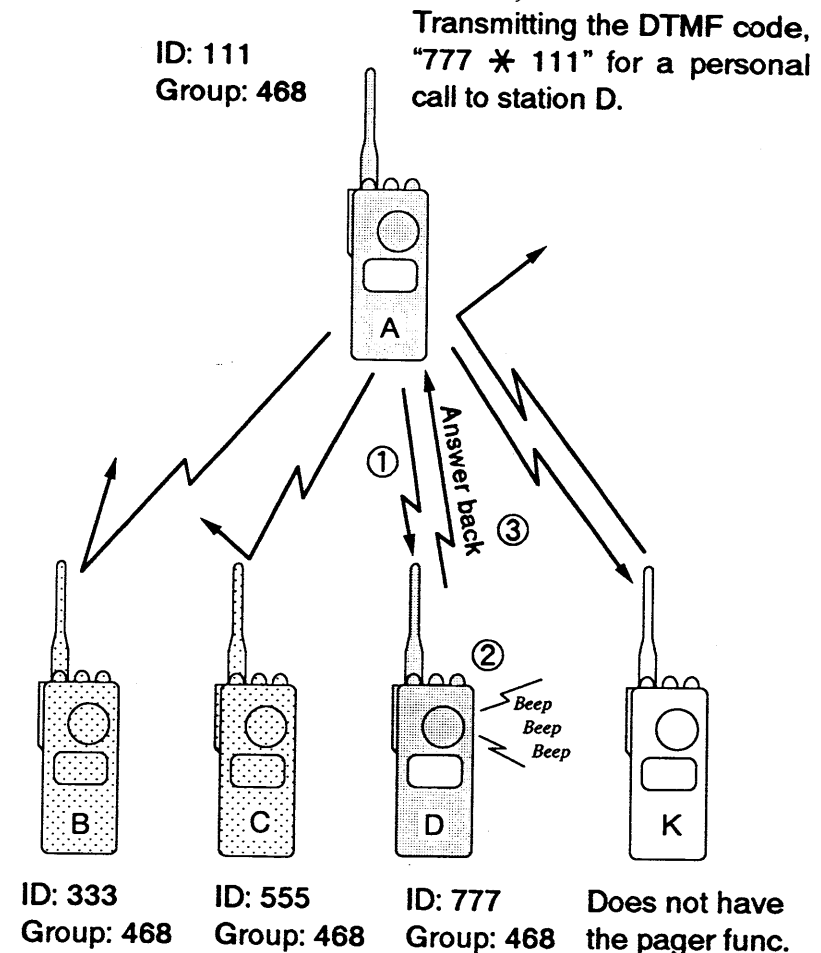 Transmitting the DTMF code,
ID: 111
"777 ✻ 111" for a personal
Group: 468
call to station D.
A
①
Answer back
③
②
Beep
Beep
Beep
B
C
D
K
ID: 333
ID: 555
ID: 777
Does not have
Group: 468
Group: 468
Group: 468
the pager func.